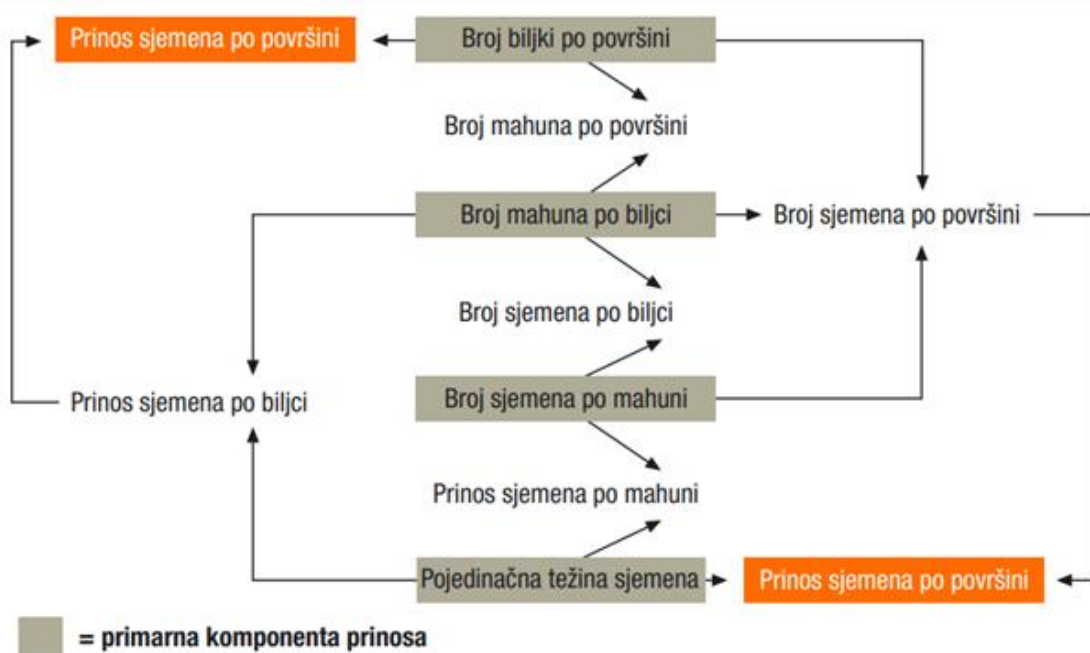 Prinos sjemena po površini
Broj biljki po površini
Broj mahuna po površini
Broj mahuna po biljci
Broj sjemena po površini
Broj sjemena po biljci
Prinos sjemena po biljci
Broj sjemena po mahuni
Prinos sjemena po mahuni
Pojedinačna težina sjemena
Prinos sjemena po površini
= primarna komponenta prinosa